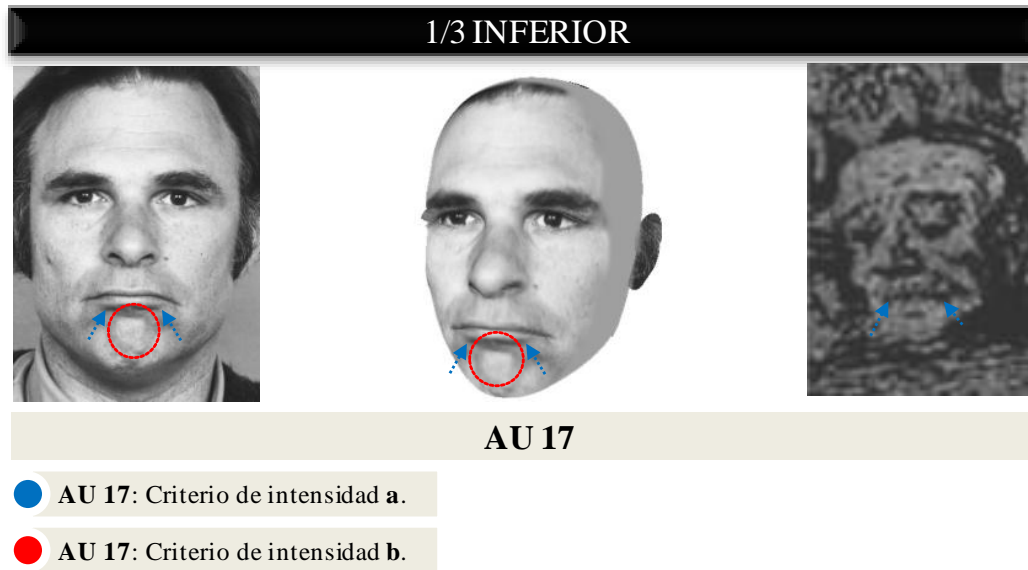 1/3 INFERIOR
AU 17
AU 17: Criterio de intensidad a.
AU 17: Criterio de intensidad b.